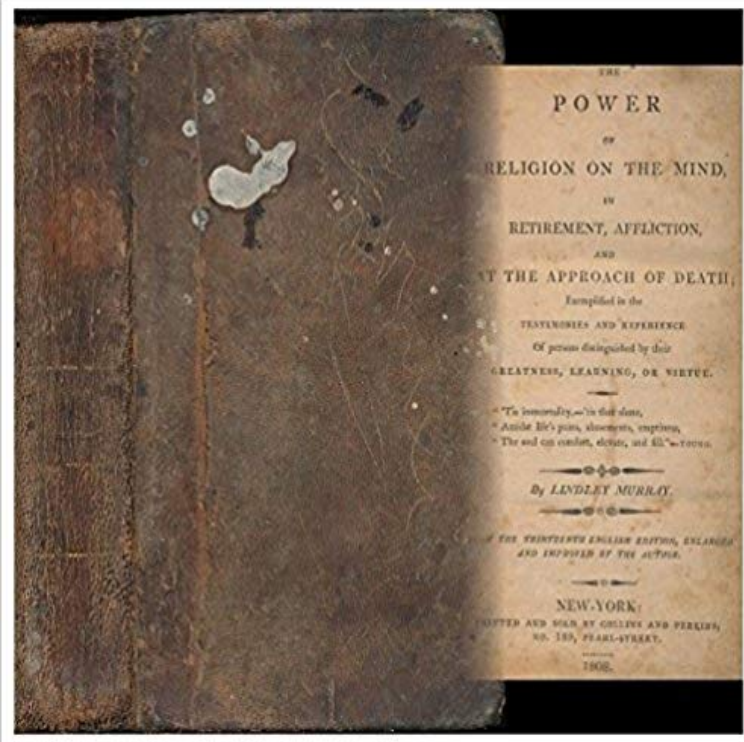 THE
POWER
OF
RELIGION ON THE MIND,
IN
RETIREMENT, AFFLICTION,
AND
AT THE APPROACH OF DEATH;
Exemplified in the
TESTIMONIES AND EXPERIENCE
Of persons distinguished by their
GREATNESS, LEARNING, OR VIRTUE.
" 'Tis immortality,—'tis that alone,
" Amidst life's pains, abasements, emptiness,
" The soul can comfort, elevate, and fill."—YOUNG.
By LINDLEY MURRAY.
THE THIRTEENTH ENGLISH EDITION, ENLARGED
AND IMPROVED BY THE AUTHOR.
NEW-YORK:
PRINTED AND SOLD BY COLLINS AND PERKINS,
NO. 189, PEARL-STREET.
1808.